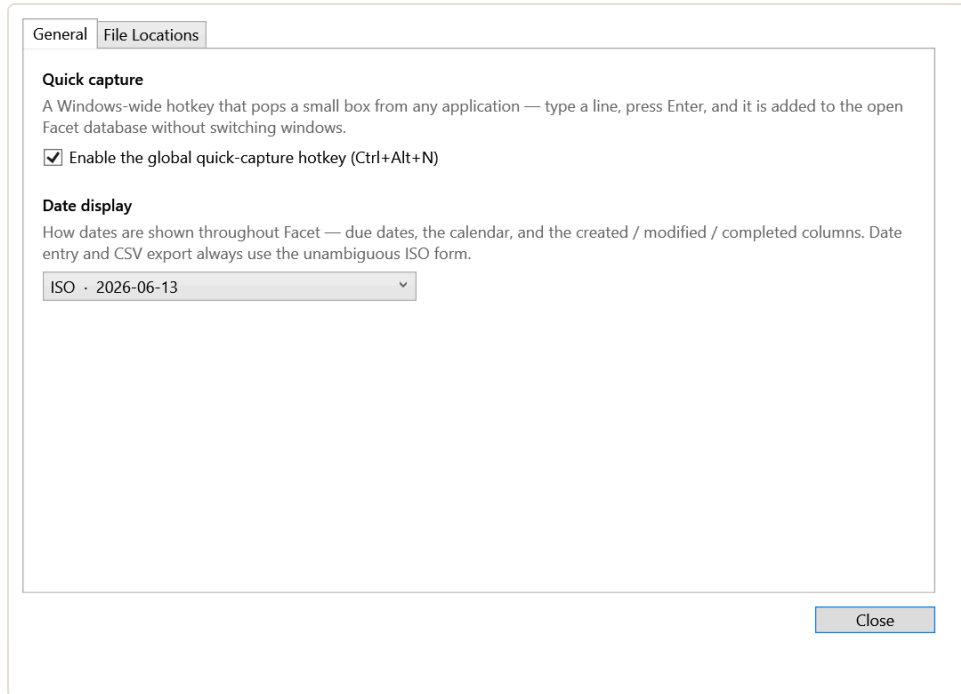 General
File Locations
Quick capture
A Windows-wide hotkey that pops a small box from any application — type a line, press Enter, and it is added to the open
Facet database without switching windows.
Enable the global quick-capture hotkey (Ctrl+Alt+N)
Date display
How dates are shown throughout Facet — due dates, the calendar, and the created / modified / completed columns. Date
entry and CSV export always use the unambiguous ISO form.
ISO · 2026-06-13
Close